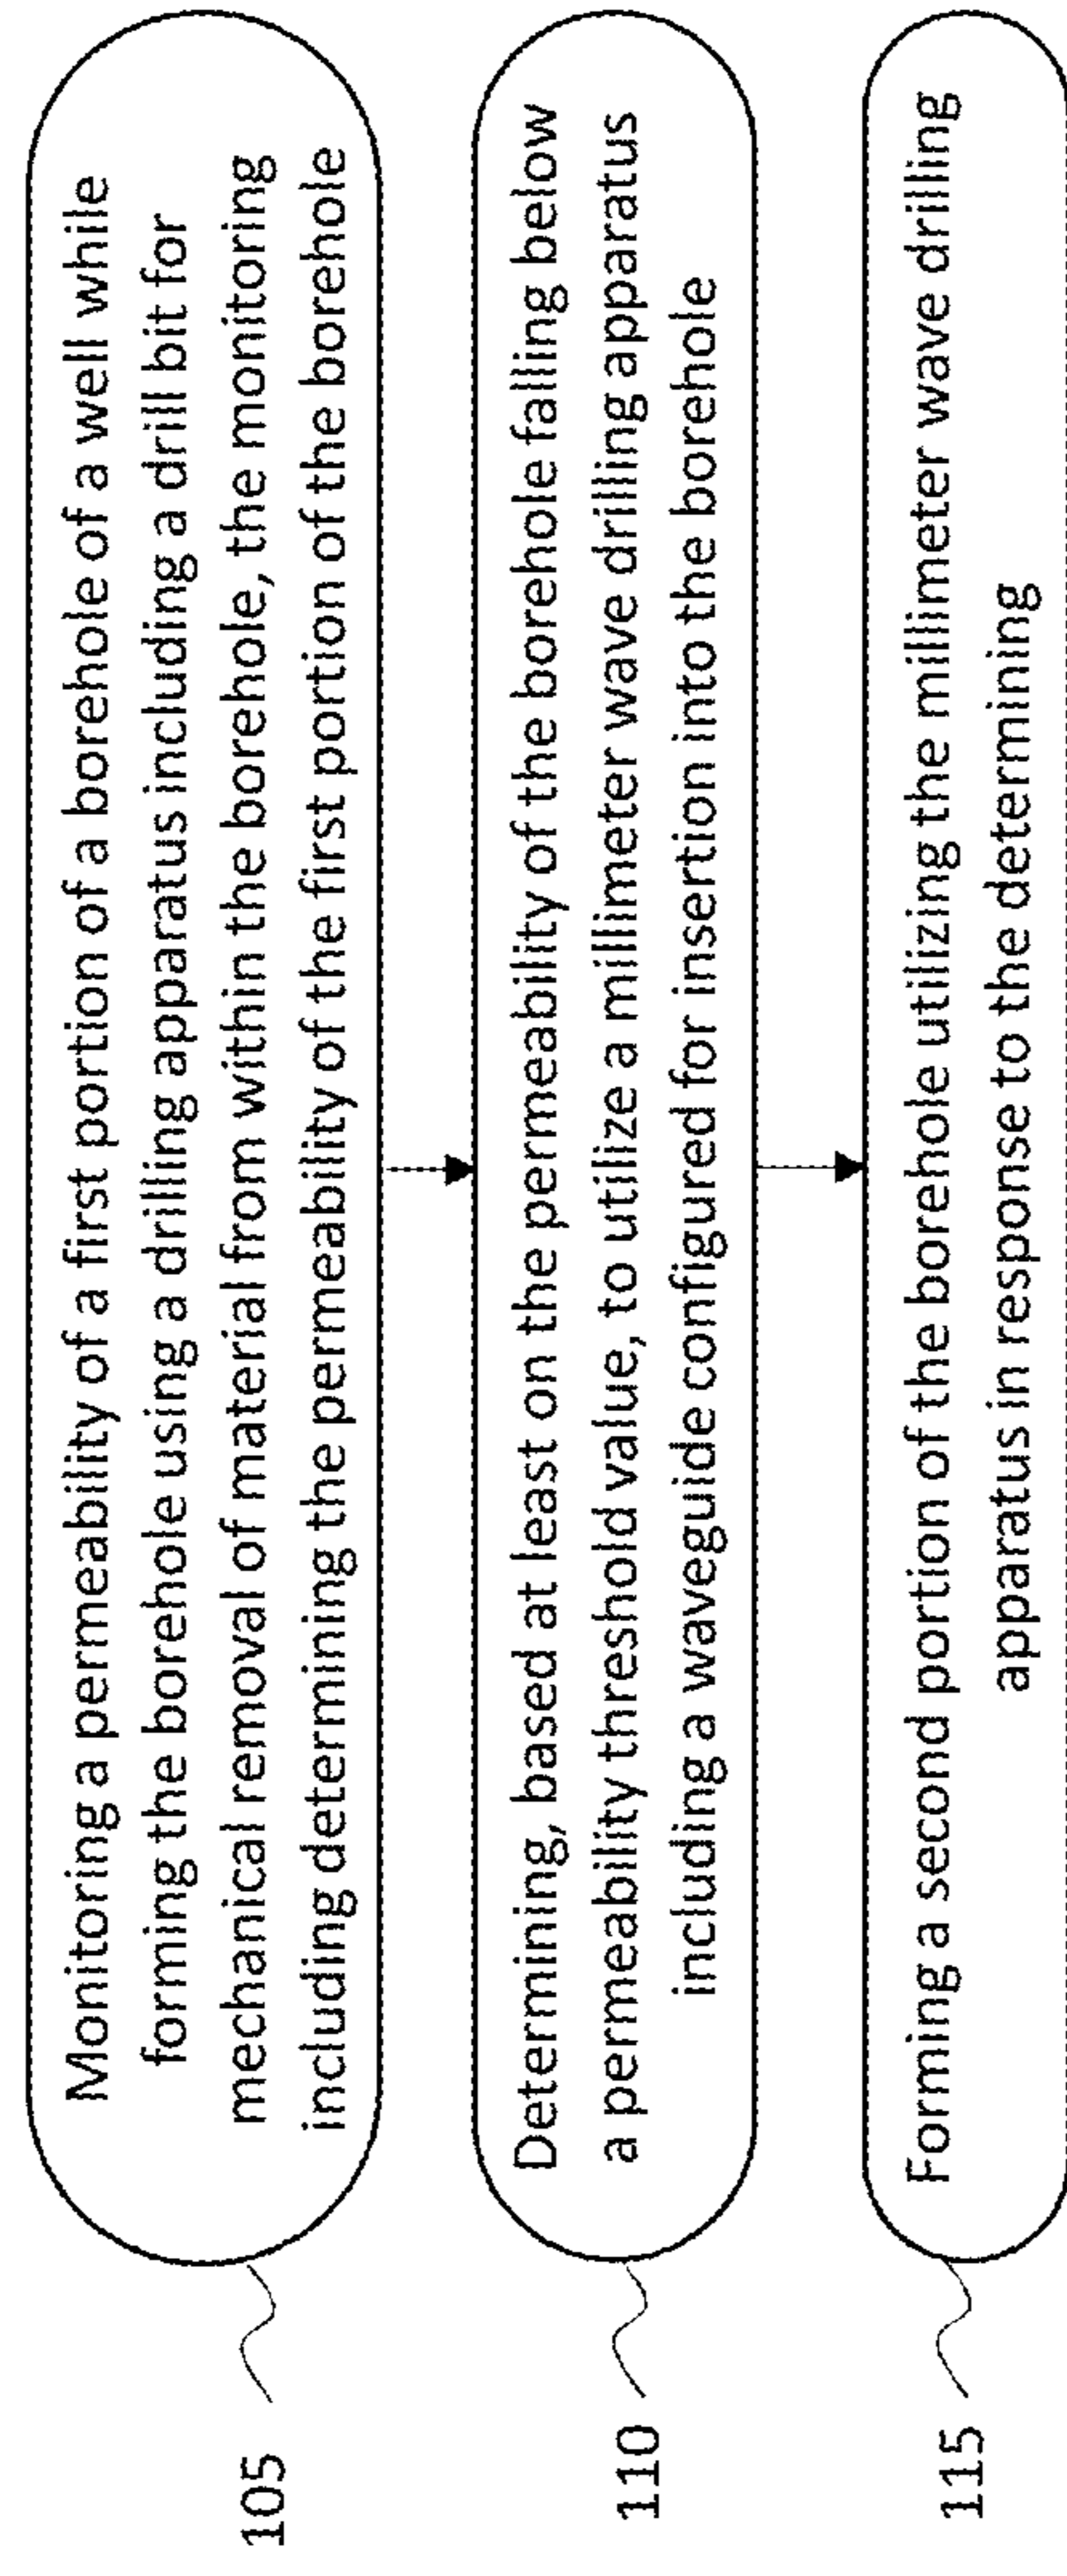 105
Monitoring a permeability of a first portion of a borehole of a well while
forming the borehole using a drilling apparatus including a drill bit for
mechanical removal of material from within the borehole, the monitoring
including determining the permeability of the first portion of the borehole
110
Determining, based at least on the permeability of the borehole falling below
a permeability threshold value, to utilize a millimeter wave drilling apparatus
including a waveguide configured for insertion into the borehole
115
Forming a second portion of the borehole utilizing the millimeter wave drilling
apparatus in response to the determining